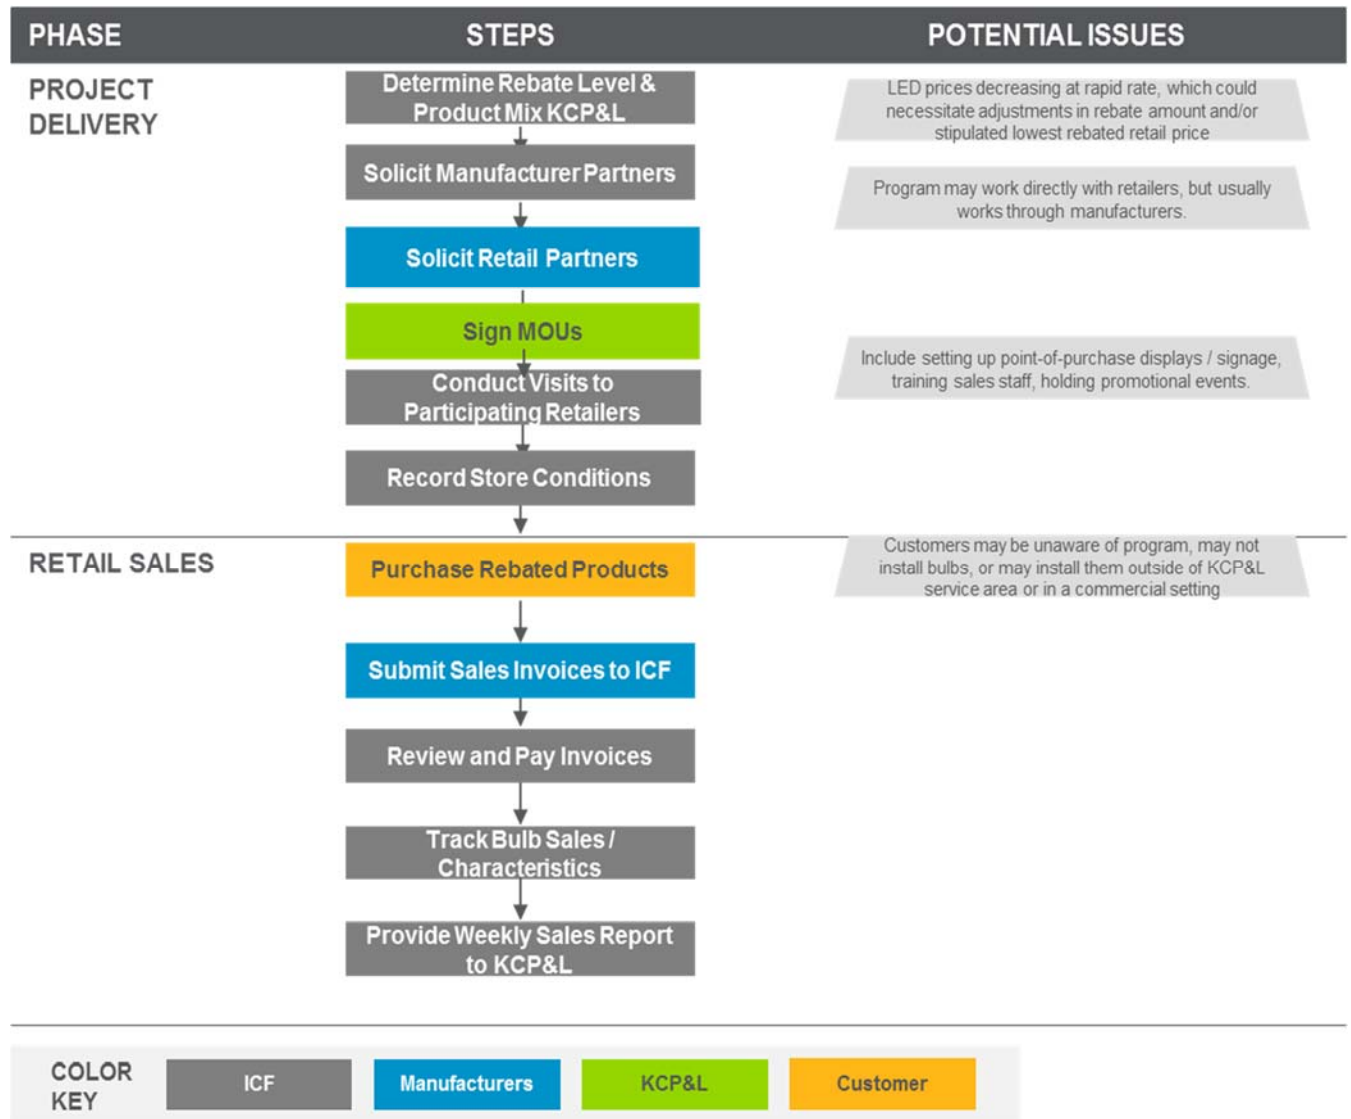 PHASE
STEPS
POTENTIAL ISSUES
PROJECT
DELIVERY
Determine Rebate Level &
Product Mix KCP&L
LED prices decreasing at rapid rate, which could
necessitate adjustments in rebate amount and/or
stipulated lowest rebated retail price
Solicit Manufacturer Partners
Program may work directly with retailers, but usually
works through manufacturers.
Solicit Retail Partners
Sign MOUs
Conduct Visits to
Participating Retailers
Include setting up point-of-purchase displays / signage,
training sales staff, holding promotional events.
Record Store Conditions
RETAIL SALES
Purchase Rebated Products
Customers may be unaware of program, may not
install bulbs, or may install them outside of KCP&L
service area or in a commercial setting
Submit Sales Invoices to ICF
Review and Pay Invoices
Track Bulb Sales /
Characteristics
Provide Weekly Sales Report
to KCP&L
COLOR
KEY
ICF
Manufacturers
KCP&L
Customer